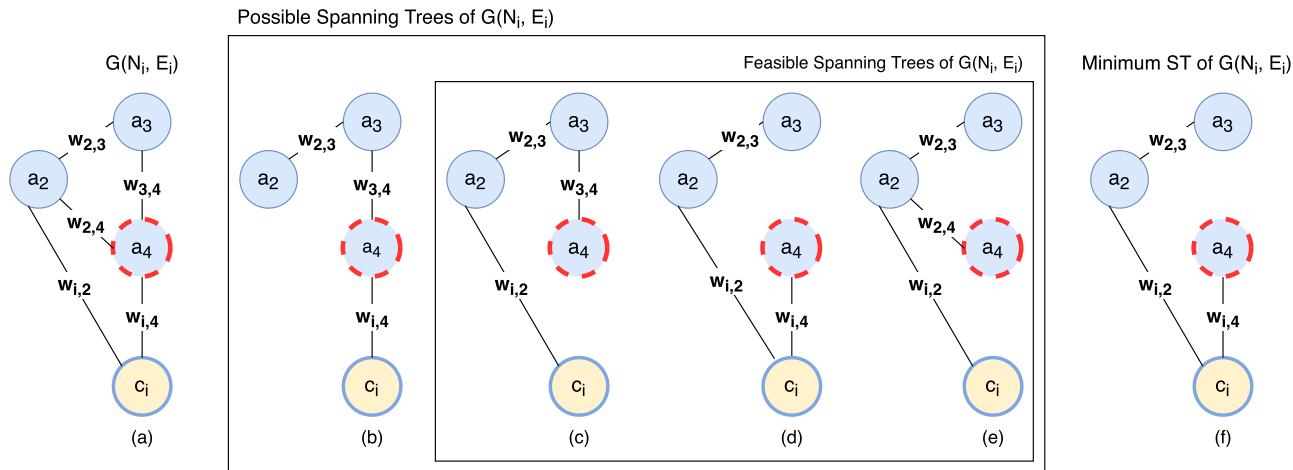 Possible Spanning Trees of G(Nᵢ, Eᵢ)
G(Nᵢ, Eᵢ)
Feasible Spanning Trees of G(Nᵢ, Eᵢ)
Minimum ST of G(Nᵢ, Eᵢ)
a₃
w₂,₃
a₂
w₃,₄
w₂,₄
a₄
wᵢ,₂
wᵢ,₄
cᵢ
(a)
a₃
w₂,₃
a₂
w₃,₄
a₄
wᵢ,₄
cᵢ
(b)
a₃
w₂,₃
a₂
w₃,₄
a₄
wᵢ,₂
cᵢ
(c)
a₃
w₂,₃
a₂
a₄
wᵢ,₂
wᵢ,₄
cᵢ
(d)
a₃
w₂,₃
a₂
w₂,₄
a₄
wᵢ,₂
cᵢ
(e)
a₃
w₂,₃
a₂
a₄
wᵢ,₂
wᵢ,₄
cᵢ
(f)